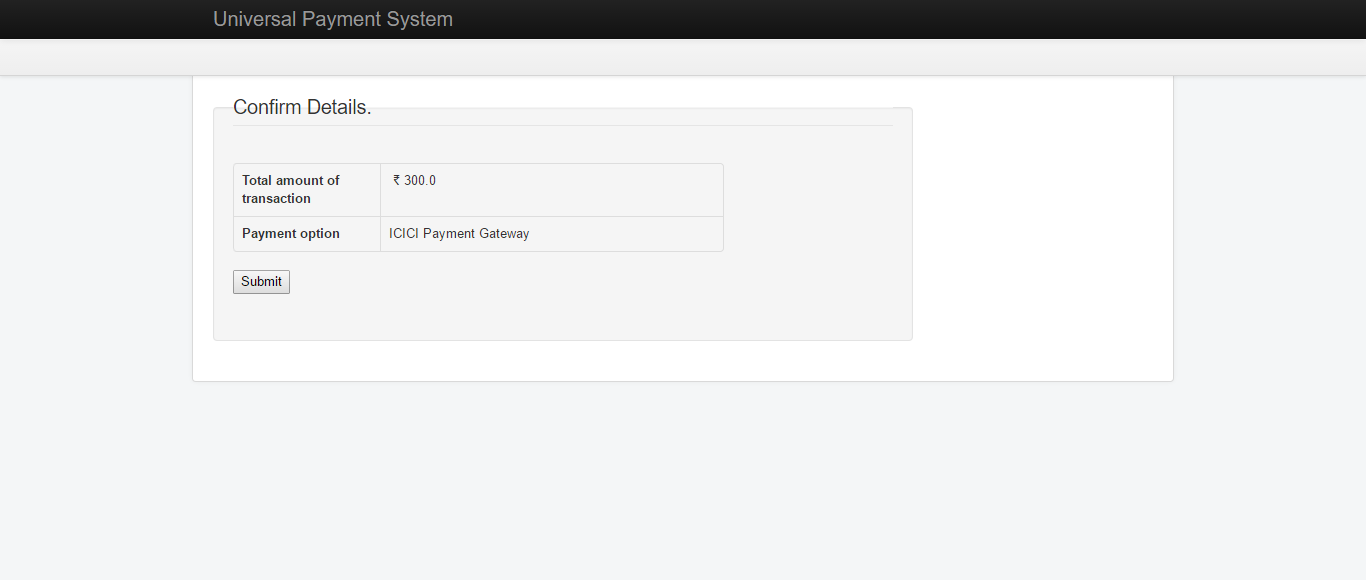 Universal Payment System
Confirm Details.
Total amount of
transaction
₹ 300.0
Payment option
ICICI Payment Gateway
Submit